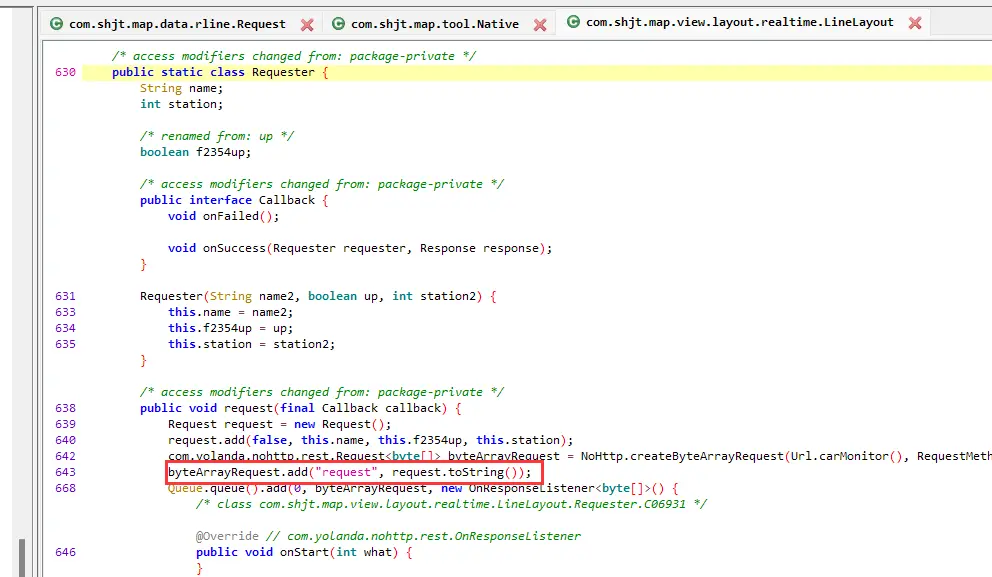 com.shjt.map.data.rline.Request com.shjt.map.tool.Native com.shjt.map.view.layout.realtime.LineLayout
/* access modifiers changed from: package-private */
630 public static class Requester {
String name;
int station;
/* renamed from: up */
boolean f2354up;
/* access modifiers changed from: package-private */
public interface Callback {
void onFailed();
void onSuccess(Requester requester, Response response);
}
631 Requester(String name2, boolean up, int station2) {
633 this.name = name2;
634 this.f2354up = up;
635 this.station = station2;
}
/* access modifiers changed from: package-private */
638 public void request(final Callback callback) {
639 Request request = new Request();
640 request.add(false, this.name, this.f2354up, this.station);
642 com.yolanda.nohttp.rest.Request<byte[]> byteArrayRequest = NoHttp.createByteArrayRequest(Url.carMonitor(), RequestMeth
643 byteArrayRequest.add("request", request.toString());
668 Queue.queue().add(0, byteArrayRequest, new OnResponseListener<byte[]>() {
/* class com.shjt.map.view.layout.realtime.LineLayout.Requester.C06931 */
@Override // com.yolanda.nohttp.rest.OnResponseListener
646 public void onStart(int what) {
}